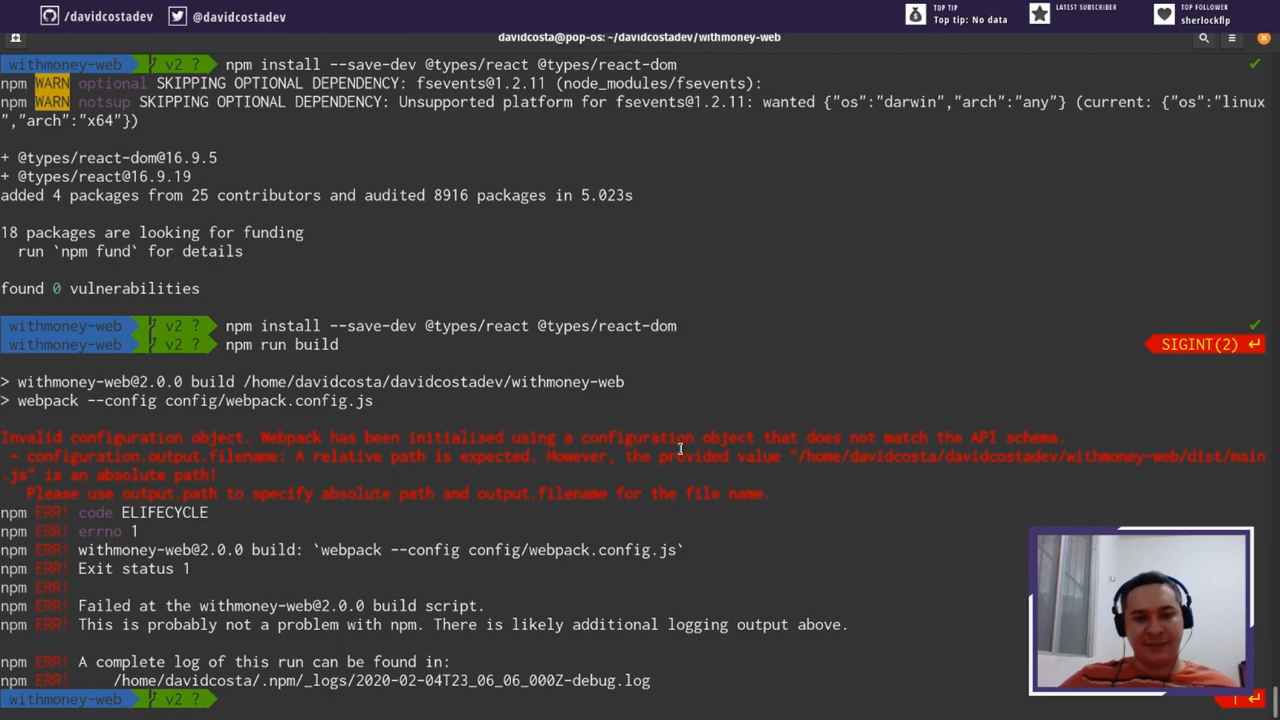 /davidcostadev @davidcostadev
TOP TIP
Top tip: No data
LATEST SUBSCRIBER
TOP FOLLOWER
sherlockflp
davidcosta@pop-os: ~/davidcostadev/withmoney-web
withmoney-web v2 ? npm install --save-dev @types/react @types/react-dom
npm WARN optional SKIPPING OPTIONAL DEPENDENCY: fsevents@1.2.11 (node_modules/fsevents):
npm WARN notsup SKIPPING OPTIONAL DEPENDENCY: Unsupported platform for fsevents@1.2.11: wanted {"os":"darwin","arch":"any"} (current: {"os":"linux
","arch":"x64"})
+ @types/react-dom@16.9.5
+ @types/react@16.9.19
added 4 packages from 25 contributors and audited 8916 packages in 5.023s
18 packages are looking for funding
run `npm fund` for details
found 0 vulnerabilities
withmoney-web v2 ? npm install --save-dev @types/react @types/react-dom
withmoney-web v2 ? npm run build SIGINT(2) ↵
> withmoney-web@2.0.0 build /home/davidcosta/davidcostadev/withmoney-web
> webpack --config config/webpack.config.js
Invalid configuration object. Webpack has been initialised using a configuration object that does not match the API schema.
- configuration.output.filename: A relative path is expected. However, the provided value "/home/davidcosta/davidcostadev/withmoney-web/dist/main
.js" is an absolute path!
Please use output.path to specify absolute path and output.filename for the file name.
npm ERR! code ELIFECYCLE
npm ERR! errno 1
npm ERR! withmoney-web@2.0.0 build: `webpack --config config/webpack.config.js`
npm ERR! Exit status 1
npm ERR!
npm ERR! Failed at the withmoney-web@2.0.0 build script.
npm ERR! This is probably not a problem with npm. There is likely additional logging output above.
npm ERR! A complete log of this run can be found in:
npm ERR! /home/davidcosta/.npm/_logs/2020-02-04T23_06_06_000Z-debug.log
withmoney-web v2 ? 1 ↵